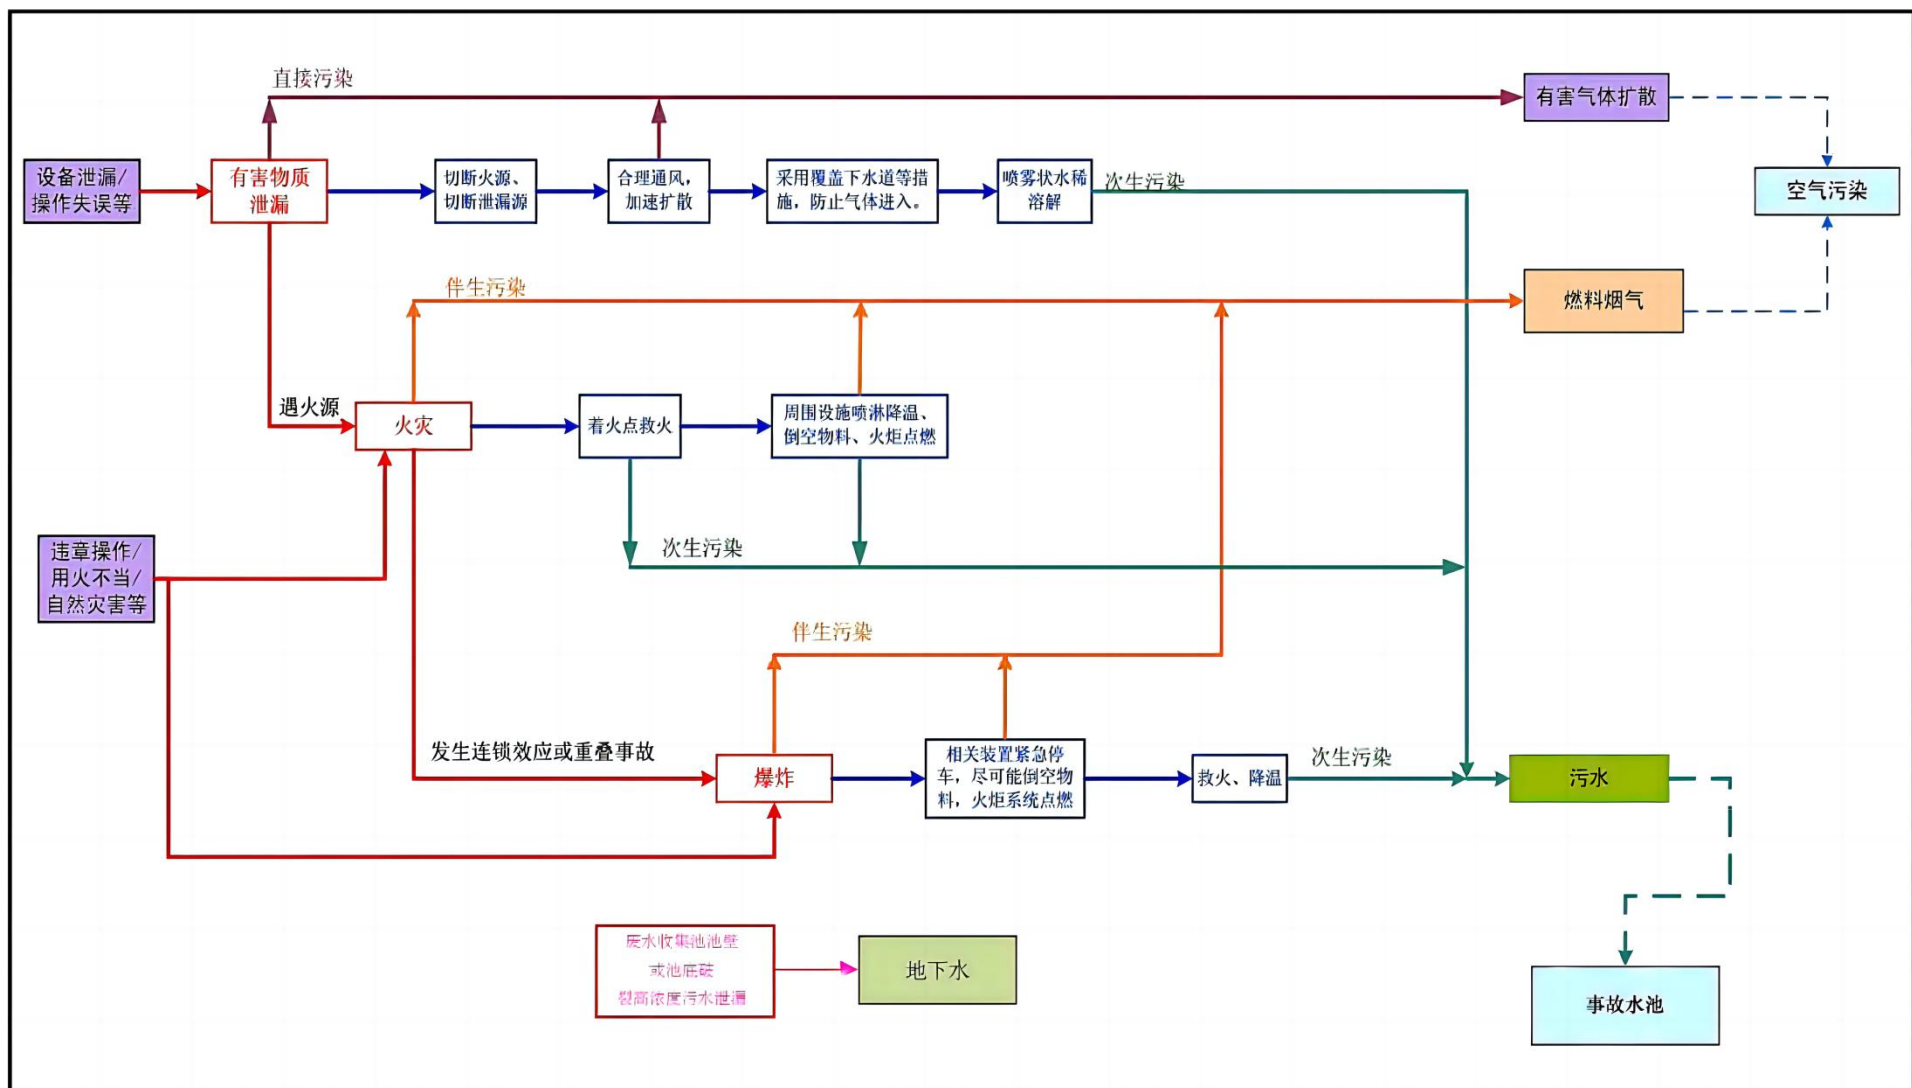 直接污染
有害气体扩散
设备泄漏/
操作失误等
有害物质
泄漏
切断火源、
切断泄漏源
合理通风，
加速扩散
采用覆盖下水道等措
施，防止气体进入。
喷雾状水稀
溶解
次生污染
空气污染
伴生污染
燃料烟气
遇火源
火灾
着火点救火
周围设施喷淋降温、
倒空物料、火炬点燃
违章操作/
用火不当/
自然灾害等
次生污染
伴生污染
发生连锁效应或重叠事故
爆炸
相关装置紧急停
车，尽可能倒空物
料，火炬系统点燃
救火、降温
次生污染
污水
废水收集池池壁
或池底破
裂高浓度污水泄漏
地下水
事故水池